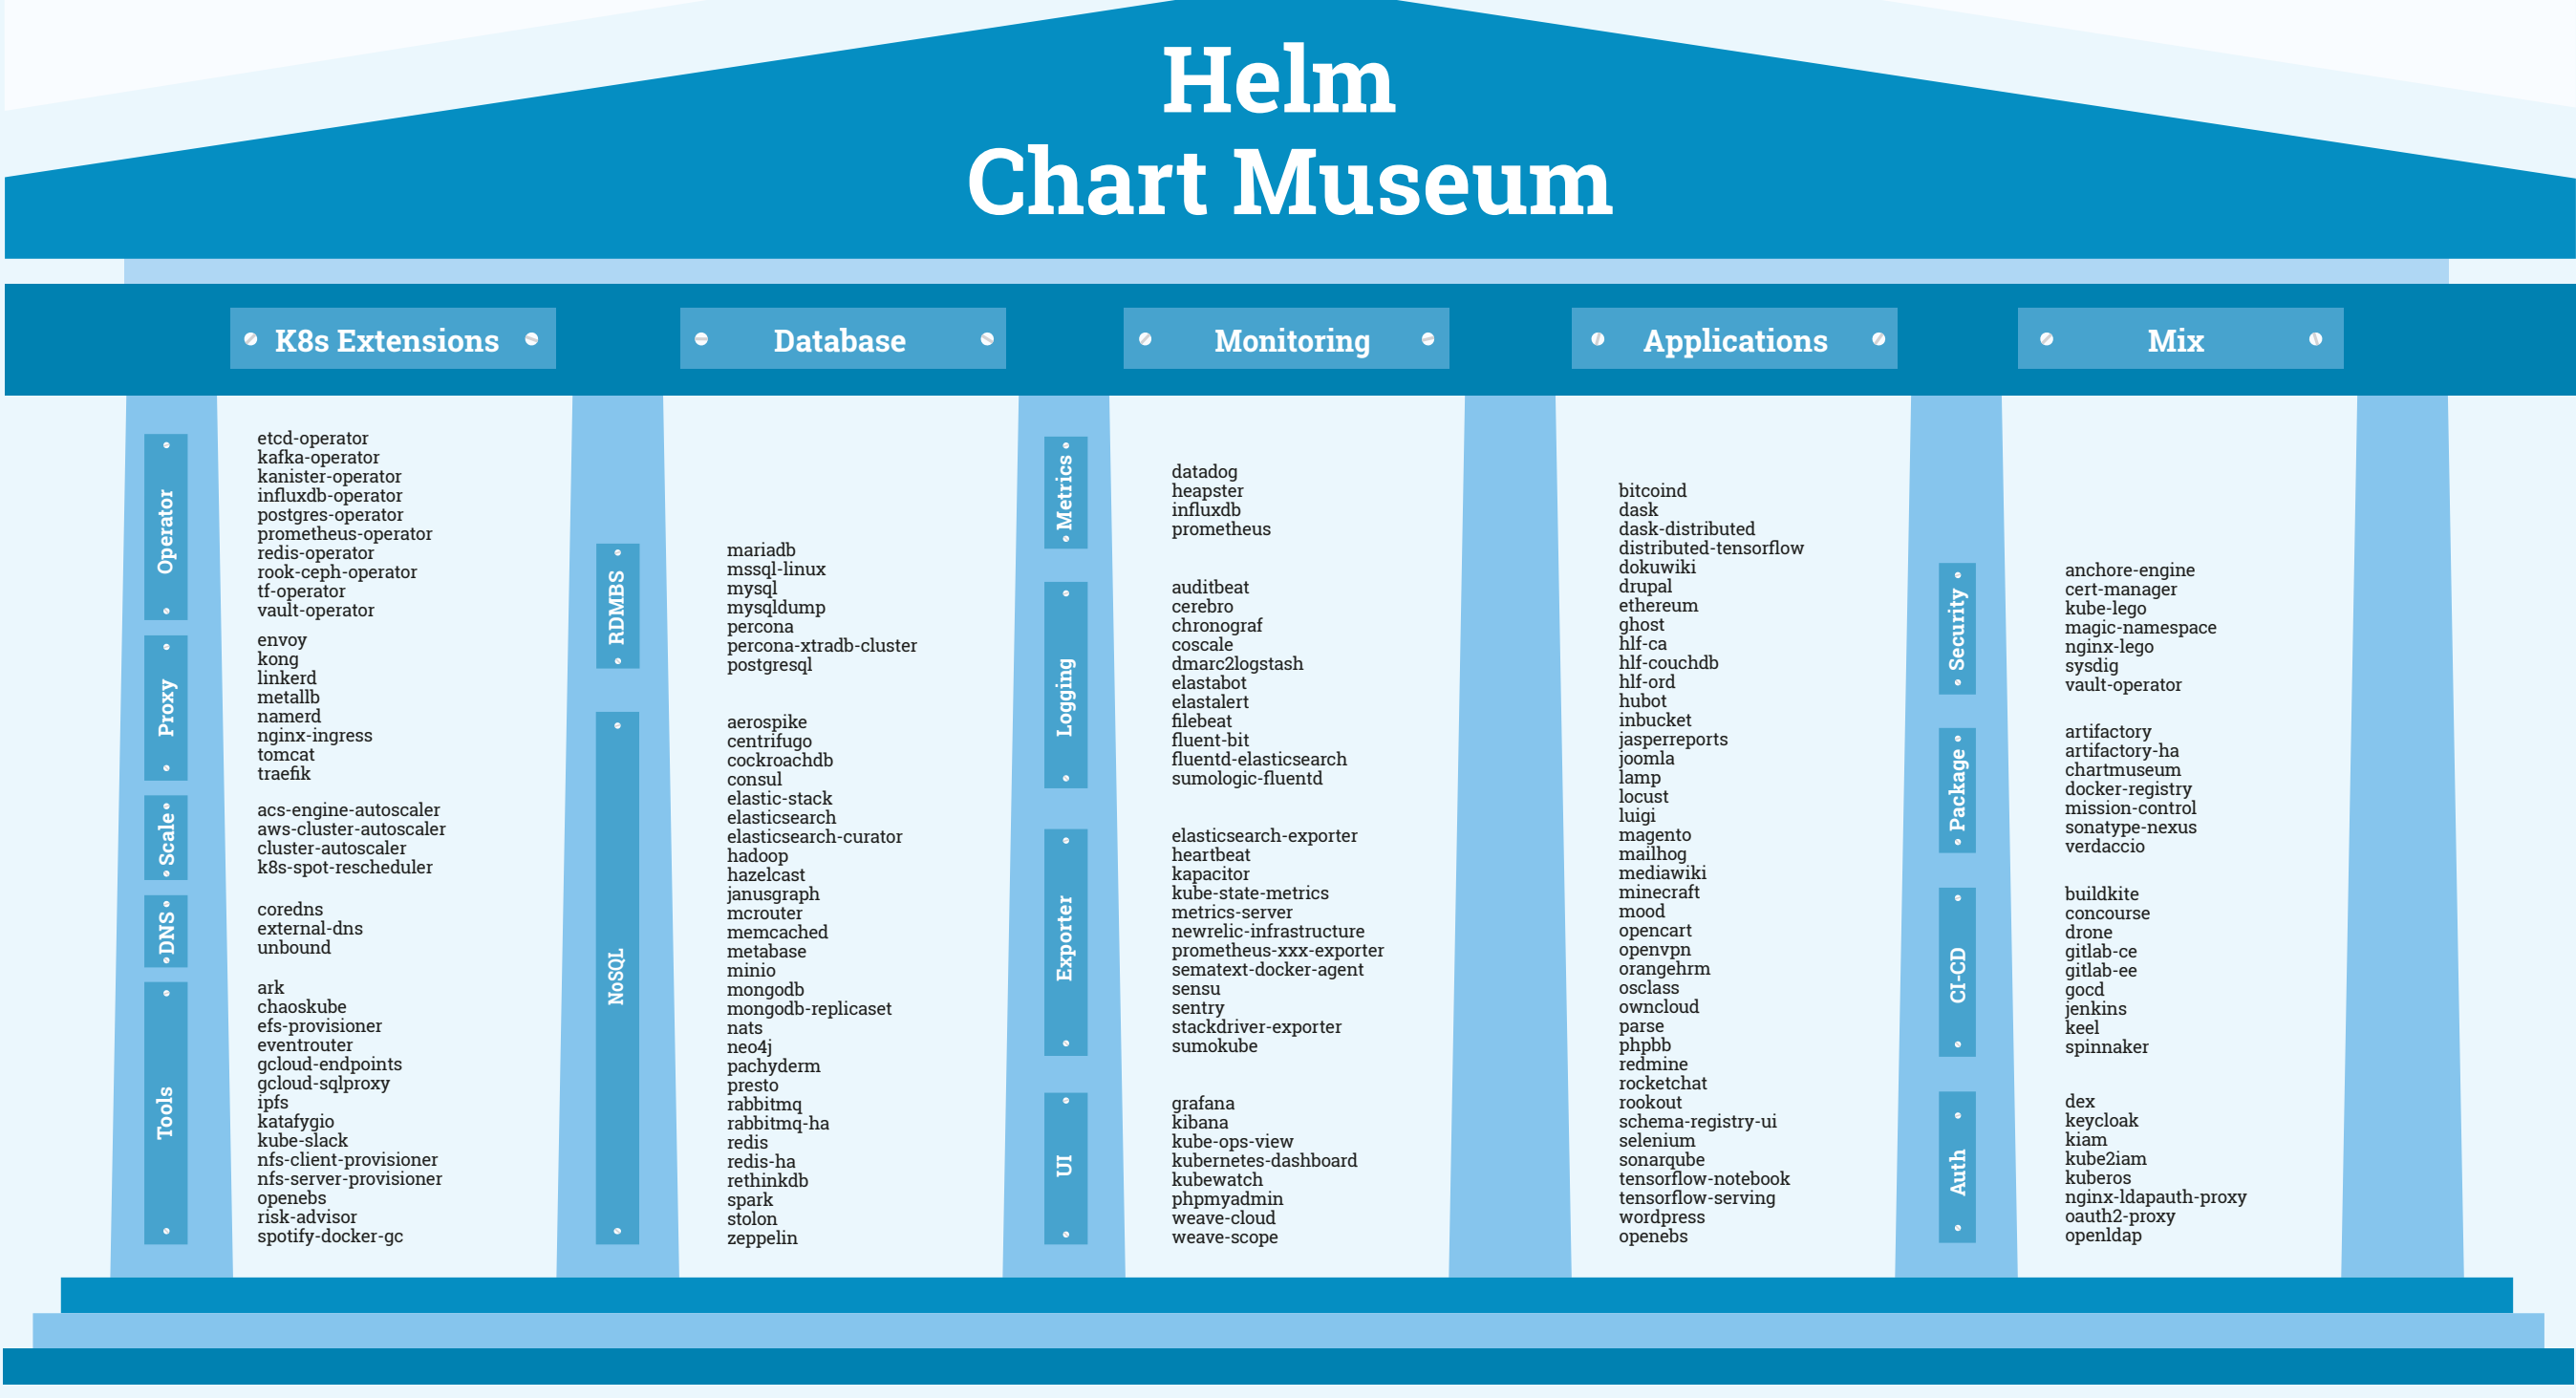 Helm
Chart Museum
K8s Extensions
Database
Monitoring
Applications
Mix
Operator
etcd-operator
kafka-operator
kanister-operator
influxdb-operator
postgres-operator
prometheus-operator
redis-operator
rook-ceph-operator
tf-operator
vault-operator
Proxy
envoy
kong
linkerd
metallb
namerd
nginx-ingress
tomcat
traefik
Scale
acs-engine-autoscaler
aws-cluster-autoscaler
cluster-autoscaler
k8s-spot-rescheduler
DNS
coredns
external-dns
unbound
Tools
ark
chaoskube
efs-provisioner
eventrouter
gcloud-endpoints
gcloud-sqlproxy
ipfs
katafygio
kube-slack
nfs-client-provisioner
nfs-server-provisioner
openebs
risk-advisor
spotify-docker-gc
RDMBS
mariadb
mssql-linux
mysql
mysqldump
percona
percona-xtradb-cluster
postgresql
NoSQL
aerospike
centrifugo
cockroachdb
consul
elastic-stack
elasticsearch
elasticsearch-curator
hadoop
hazelcast
janusgraph
mcrouter
memcached
metabase
minio
mongodb
mongodb-replicaset
nats
neo4j
pachyderm
presto
rabbitmq
rabbitmq-ha
redis
redis-ha
rethinkdb
spark
stolon
zeppelin
Metrics
datadog
heapster
influxdb
prometheus
Logging
auditbeat
cerebro
chronograf
coscale
dmarc2logstash
elastabot
elastalert
filebeat
fluent-bit
fluentd-elasticsearch
sumologic-fluentd
Exporter
elasticsearch-exporter
heartbeat
kapacitor
kube-state-metrics
metrics-server
newrelic-infrastructure
prometheus-xxx-exporter
sematext-docker-agent
sensu
sentry
stackdriver-exporter
sumokube
UI
grafana
kibana
kube-ops-view
kubernetes-dashboard
kubewatch
phpmyadmin
weave-cloud
weave-scope
bitcoind
dask
dask-distributed
distributed-tensorflow
dokuwiki
drupal
ethereum
ghost
hlf-ca
hlf-couchdb
hlf-ord
hubot
inbucket
jasperreports
joomla
lamp
locust
luigi
magento
mailhog
mediawiki
minecraft
mood
opencart
openvpn
orangehrm
osclass
owncloud
parse
phpbb
redmine
rocketchat
rookout
schema-registry-ui
selenium
sonarqube
tensorflow-notebook
tensorflow-serving
wordpress
openebs
Security
anchore-engine
cert-manager
kube-lego
magic-namespace
nginx-lego
sysdig
vault-operator
Package
artifactory
artifactory-ha
chartmuseum
docker-registry
mission-control
sonatype-nexus
verdaccio
CI-CD
buildkite
concourse
drone
gitlab-ce
gitlab-ee
gocd
jenkins
keel
spinnaker
Auth
dex
keycloak
kiam
kube2iam
kuberos
nginx-ldapauth-proxy
oauth2-proxy
openldap